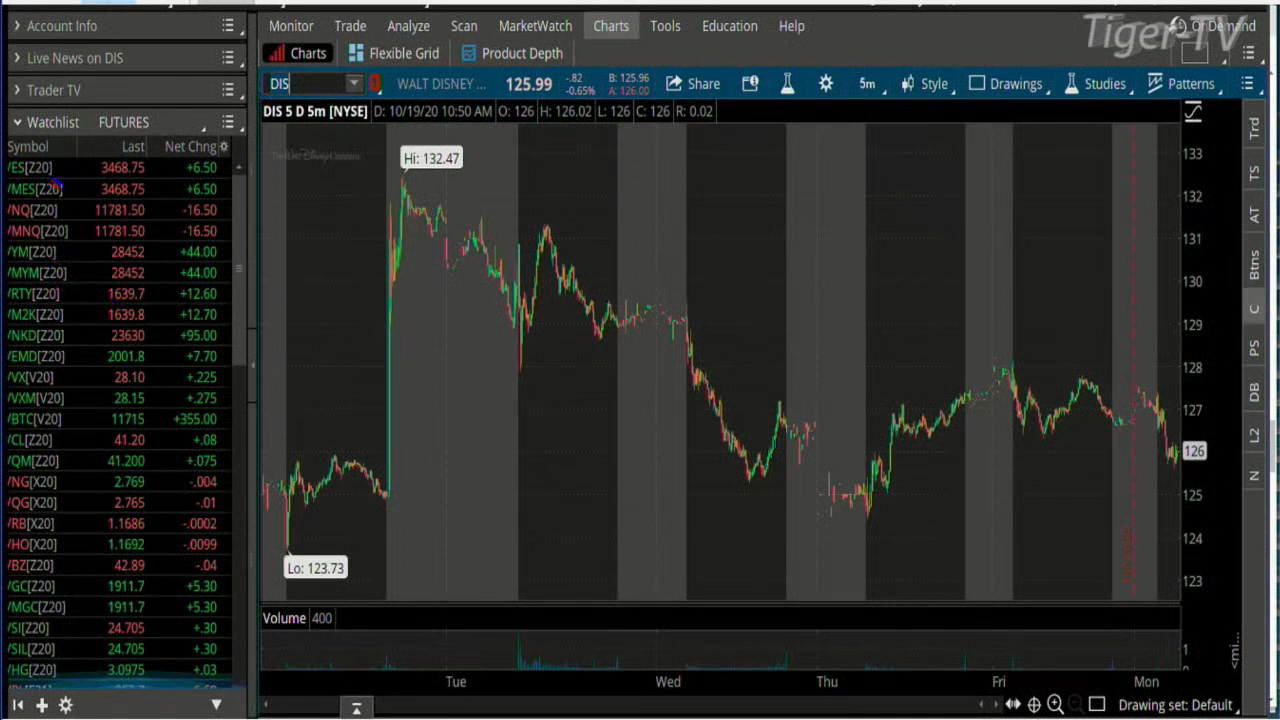 Account Info
Live News on DIS
Trader TV
Watchlist FUTURES
Symbol Last Net Chng
/ES[Z20] 3468.75 +6.50
/MES[Z20] 3468.75 +6.50
/NQ[Z20] 11781.50 -16.50
/MNQ[Z20] 11781.50 -16.50
/YM[Z20] 28452 +44.00
/MYM[Z20] 28452 +44.00
/RTY[Z20] 1639.7 +12.60
/M2K[Z20] 1639.8 +12.70
/NKD[Z20] 23630 +95.00
/EMD[Z20] 2001.8 +7.70
/VX[V20] 28.10 +.225
/VXM[V20] 28.15 +.275
/BTC[V20] 11715 +355.00
/CL[Z20] 41.20 +.08
/QM[Z20] 41.200 +.075
/NG[X20] 2.769 -.004
/QG[X20] 2.765 -.01
/RB[X20] 1.1686 -.0002
/HO[X20] 1.1692 -.0099
/BZ[Z20] 42.89 -.04
/GC[Z20] 1911.7 +5.30
/MGC[Z20] 1911.7 +5.30
/SI[Z20] 24.705 +.30
/SIL[Z20] 24.705 +.30
/HG[Z20] 3.0975 +.03
Monitor Trade Analyze Scan MarketWatch Charts Tools Education Help
Tiger-TV
Demand
Charts Flexible Grid Product Depth
DIS WALT DISNEY ... 125.99 -.82 -0.65% B: 125.96 A: 126.00 Share 5m Style Drawings Studies Patterns
DIS 5 D 5m [NYSE] D: 10/19/20 10:50 AM O: 126 H: 126.02 L: 126 C: 126 R: 0.02
The Walt Disney Company
Hi: 132.47
Lo: 123.73
133
132
131
130
129
128
127
126
125
124
123
Volume 400
1
0
Tue Wed Thu Fri Mon
Drawing set: Default
Trd
TS
AT
Btns
C
PS
DB
L2
N
<mi...